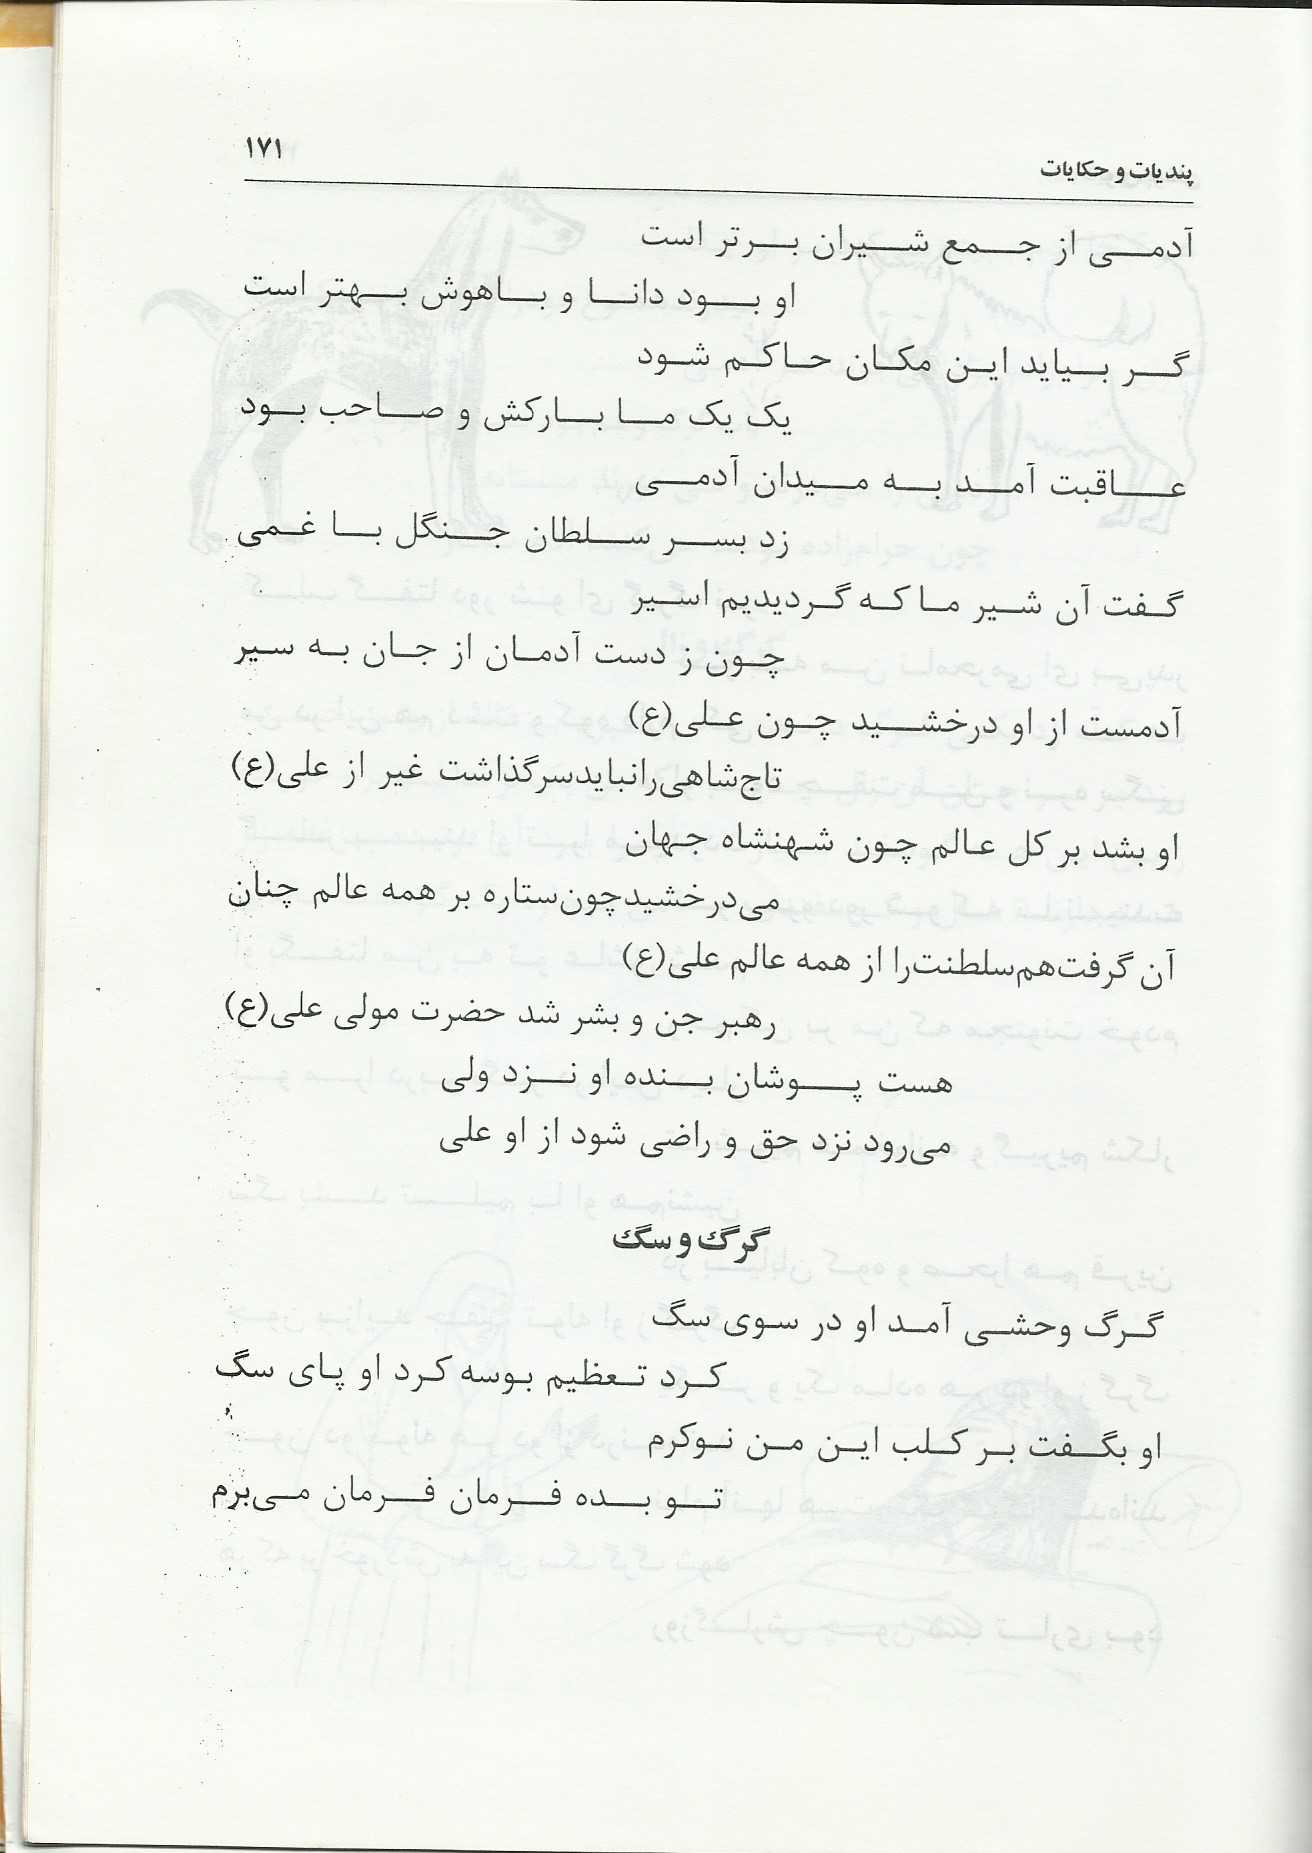 پندیات و حکایات
۱۷۱
آدمی از جمع شیران برتر است
او بود دانا و باهوش بهتر است
گر بیاید این مکان حاکم شود
یک یک ما بارکش و صاحب بود
عاقبت آمد به میدان آدمی
زد بسر سلطان جنگل با غمی
گفت آن شیر ما که گردیدیم اسیر
چون ز دست آدمان از جان به سیر
آدمست از او درخشید چون علی(ع)
تاج‌شاهی‌رانبایدسرگذاشت غیر از علی(ع)
او بشد بر کل عالم چون شهنشاه جهان
می‌درخشیدچون‌ستاره بر همه عالم چنان
آن گرفت‌هم‌سلطنت‌را از همه عالم علی(ع)
رهبر جن و بشر شد حضرت مولی علی(ع)
هست پوشان بنده او نزد ولی
می‌رود نزد حق و راضی شود از او علی
گرگ و سگ
گرگ وحشی آمد او در سوی سگ
کرد تعظیم بوسه کرد او پای سگ
او بگفت بر کلب این من نوکرم
تو بده فرمان فرمان می‌برم